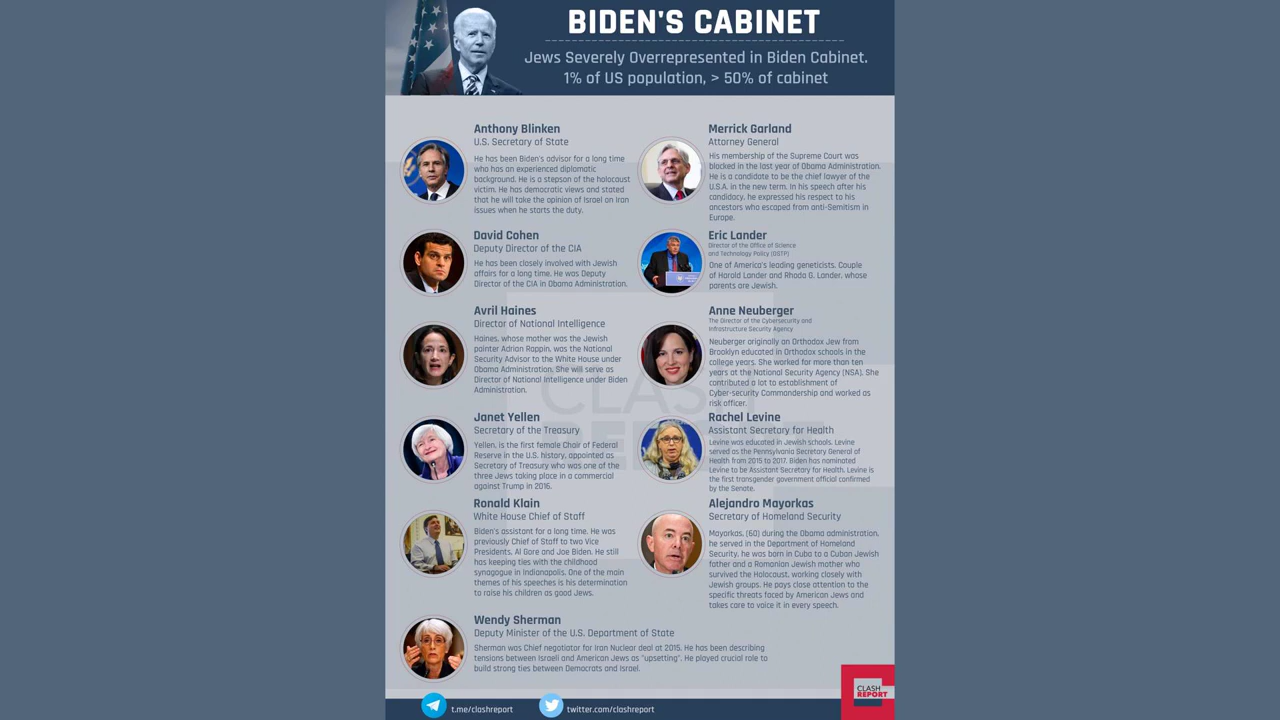 BIDEN'S CABINET
Jews Severely Overrepresented in Biden Cabinet.
1% of US population, > 50% of cabinet
Anthony Blinken
U.S. Secretary of State
He has been Biden's advisor for a long time
who has an experienced diplomatic
background. He is a stepson of the holocaust
victim. He has democratic views and stated
that he will take the opinion of Israel on Iran
issues when he starts the duty.
Merrick Garland
Attorney General
His membership of the Supreme Court was
blocked in the last year of Obama Administration.
He is a candidate to be the chief lawyer of the
U.S.A. in the new term. In his speech after his
candidacy, he expressed his respect to his
ancestors who escaped from anti-Semitism in
Europe.
David Cohen
Deputy Director of the CIA
He has been closely involved with Jewish
affairs for a long time. He was Deputy
Director of the CIA in Obama Administration.
Eric Lander
Director of the Office of Science
and Technology Policy (OSTP)
One of America's leading geneticists. Couple
of Harold Lander and Rhoda G. Lander, whose
parents are Jewish.
Avril Haines
Director of National Intelligence
Haines, whose mother was the Jewish
painter Adrian Rappin, was the National
Security Advisor to the White House under
Obama Administration. She will serve as
Director of National Intelligence under Biden
Administration.
Anne Neuberger
The Director of the Cybersecurity and
Infrastructure Security Agency
Neuberger originally an Orthodox Jew from
Brooklyn educated in Orthodox schools in the
college years. She worked for more than ten
years at the National Security Agency (NSA). She
contributed a lot to establishment of
Cyber-security Commandership and worked as
risk officer.
Janet Yellen
Secretary of the Treasury
Yellen, is the first female Chair of Federal
Reserve in the U.S. history, appointed as
Secretary of Treasury who was one of the
three Jews taking place in a commercial
against Trump in 2016.
Rachel Levine
Assistant Secretary for Health
Levine was educated in Jewish schools. Levine
served as the Pennsylvania Secretary General of
Health from 2015 to 2017. Biden has nominated
Levine to be Assistant Secretary for Health. Levine is
the first transgender government official confirmed
by the Senate.
Ronald Klain
White House Chief of Staff
Biden's assistant for a long time. He was
previously Chief of Staff to two Vice
Presidents, Al Gore and Joe Biden. He still
has keeping ties with the childhood
synagogue in Indianapolis. One of the main
themes of his speeches is his determination
to raise his children as good Jews.
Alejandro Mayorkas
Secretary of Homeland Security
Mayorkas, (60) during the Obama administration,
he served in the Department of Homeland
Security, he was born in Cuba to a Cuban Jewish
father and a Romanian Jewish mother who
survived the Holocaust, working closely with
Jewish groups. He pays close attention to the
specific threats faced by American Jews and
takes care to voice it in every speech.
Wendy Sherman
Deputy Minister of the U.S. Department of State
Sherman was Chief negotiator for Iran Nuclear deal at 2015. He has been describing
tensions between Israeli and American Jews as "upsetting". He played crucial role to
build strong ties between Democrats and Israel.
CLASH
REPORT
t.me/clashreport
twitter.com/clashreport